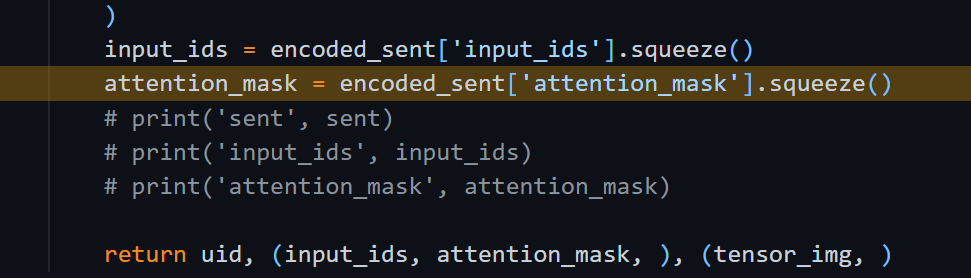 )
input_ids = encoded_sent['input_ids'].squeeze()
attention_mask = encoded_sent['attention_mask'].squeeze()
# print('sent', sent)
# print('input_ids', input_ids)
# print('attention_mask', attention_mask)
return uid, (input_ids, attention_mask, ), (tensor_img, )